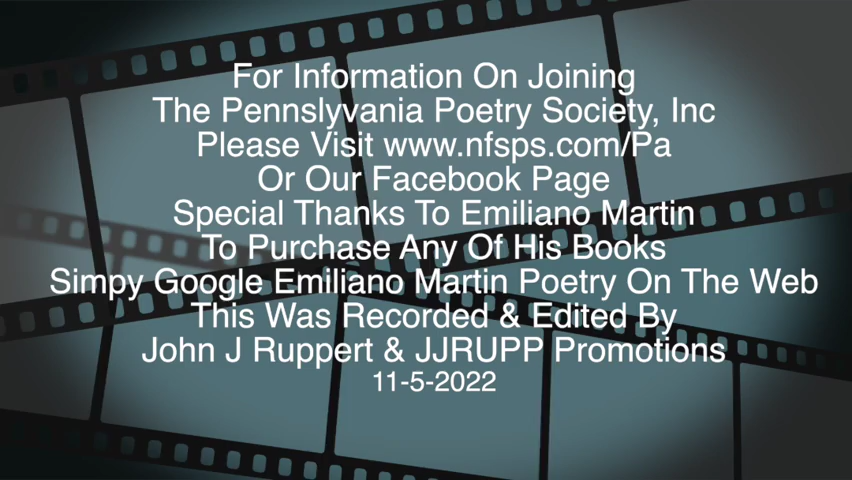 For Information On Joining
The Pennslyvania Poetry Society, Inc
Please Visit www.nfsps.com/Pa
Or Our Facebook Page
Special Thanks To Emiliano Martin
To Purchase Any Of His Books
Simpy Google Emiliano Martin Poetry On The Web
This Was Recorded & Edited By
John J Ruppert & JJRUPP Promotions
11-5-2022